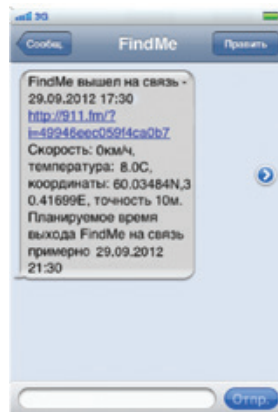 3G
Сообщ. FindMe Править
FindMe вышел на связь -
29.09.2012 17:30
http://911.fm/?
i=49946eec059f4ca0b7
Скорость: 0км/ч,
температура: 8.0C,
координаты: 60.03484N,3
0.41699E, точность 10м.
Планируемое время
выхода FindMe на связь
примерно 29.09.2012
21:30
Отпр.